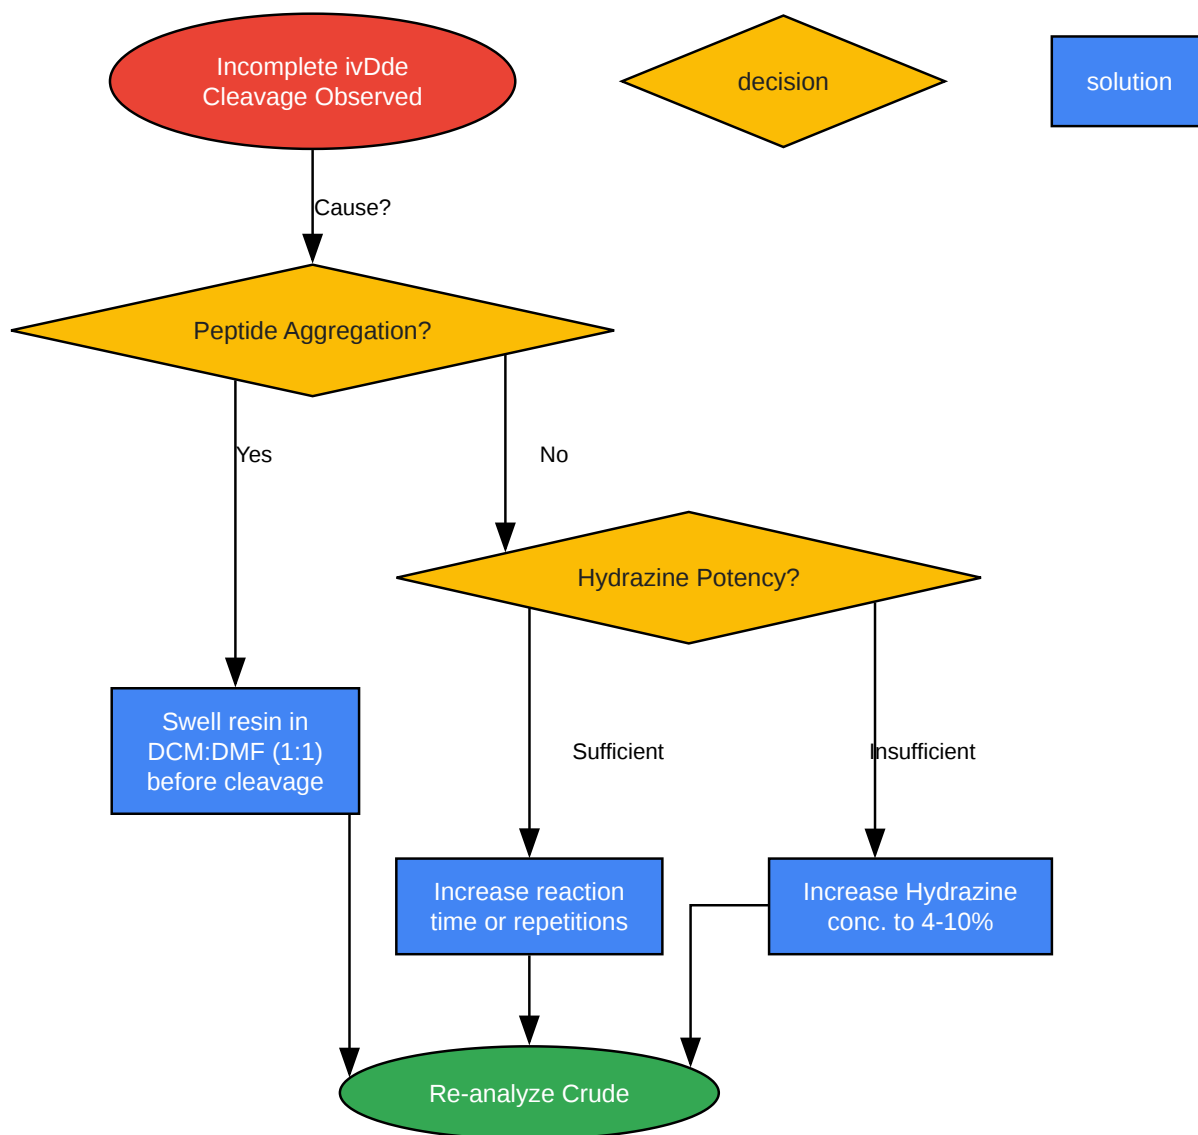 Incomplete ivDde
Cleavage Observed
decision
solution
Cause?
Peptide Aggregation?
Yes
No
Hydrazine Potency?
Swell resin in
DCM:DMF (1:1)
before cleavage
Sufficient
Insufficient
Increase reaction
time or repetitions
Increase Hydrazine
conc. to 4-10%
Re-analyze Crude